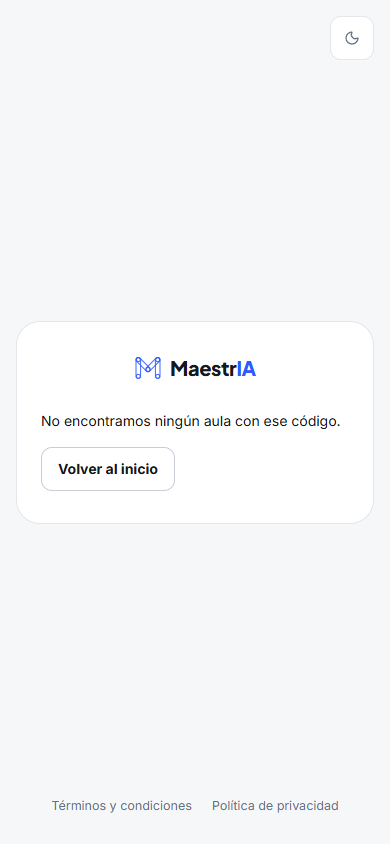 MaestrIA
No encontramos ningún aula con ese código.
Volver al inicio
Términos y condiciones Política de privacidad